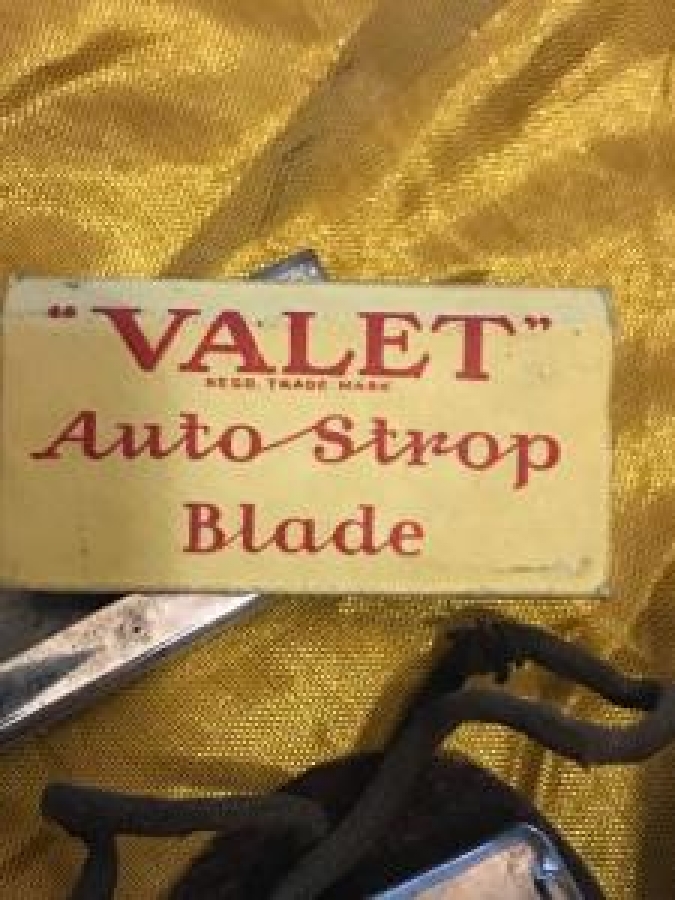 "VALET"
REGD. TRADE MARK
Auto Strop
Blade